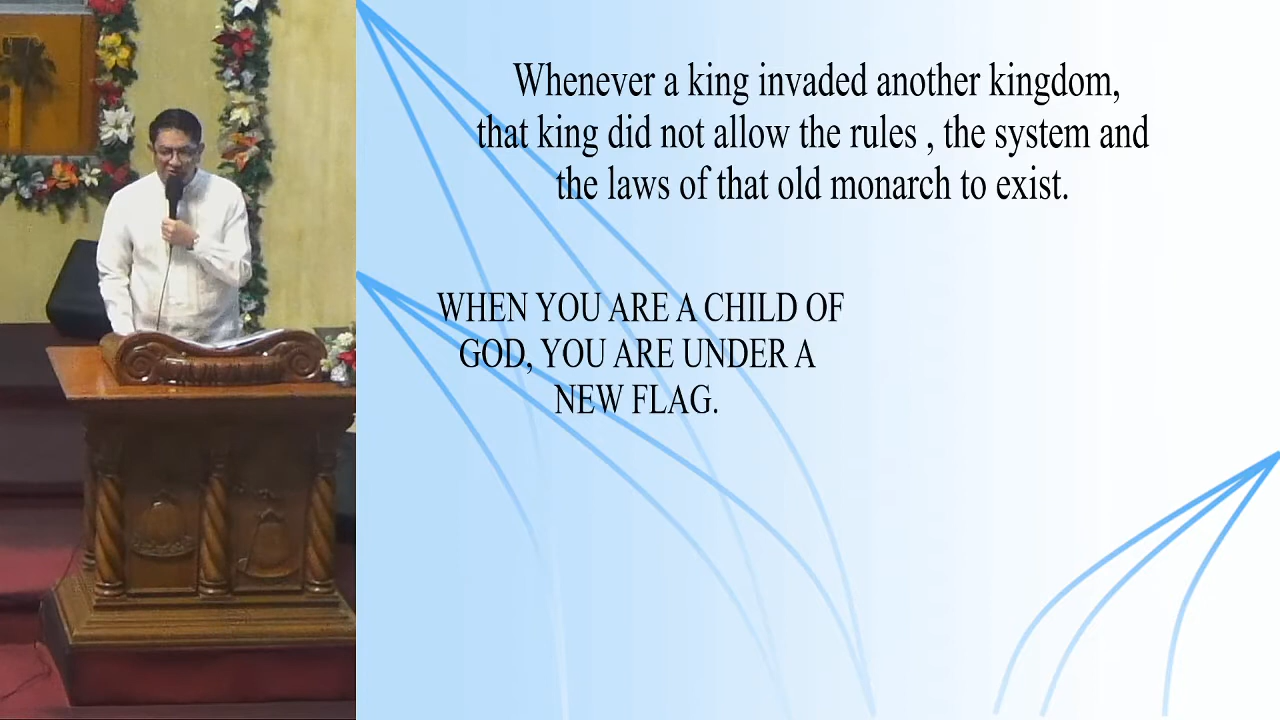 Whenever a king invaded another kingdom,
that king did not allow the rules , the system and
the laws of that old monarch to exist.
WHEN YOU ARE A CHILD OF
GOD, YOU ARE UNDER A
NEW FLAG.